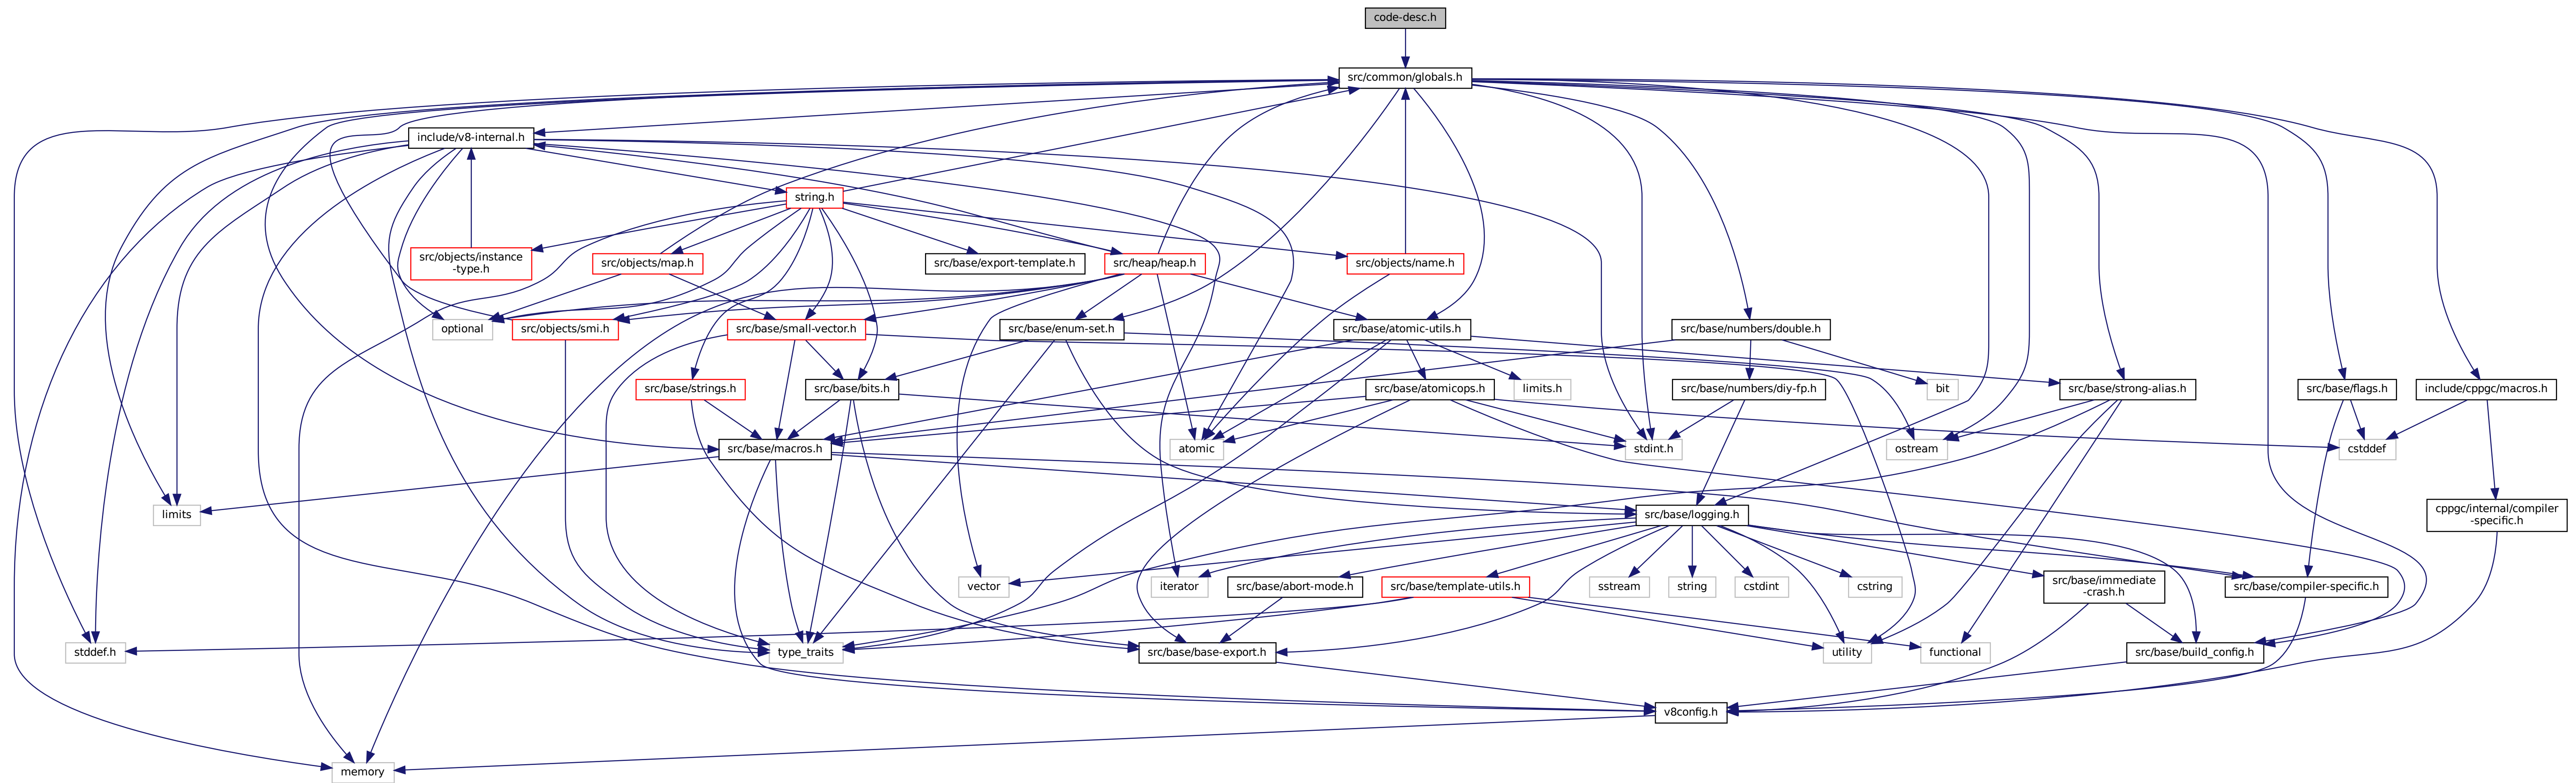 code-desc.h
src/common/globals.h
include/v8-internal.h
string.h
src/objects/instance
-type.h
src/objects/map.h
src/base/export-template.h
src/heap/heap.h
src/objects/name.h
optional
src/objects/smi.h
src/base/small-vector.h
src/base/enum-set.h
src/base/atomic-utils.h
src/base/numbers/double.h
src/base/strings.h
src/base/bits.h
src/base/atomicops.h
limits.h
src/base/numbers/diy-fp.h
bit
src/base/strong-alias.h
src/base/flags.h
include/cppgc/macros.h
src/base/macros.h
atomic
stdint.h
ostream
cstddef
limits
src/base/logging.h
cppgc/internal/compiler
-specific.h
vector
iterator
src/base/abort-mode.h
src/base/template-utils.h
sstream
string
cstdint
cstring
src/base/immediate
-crash.h
src/base/compiler-specific.h
stddef.h
type_traits
src/base/base-export.h
utility
functional
src/base/build_config.h
v8config.h
memory